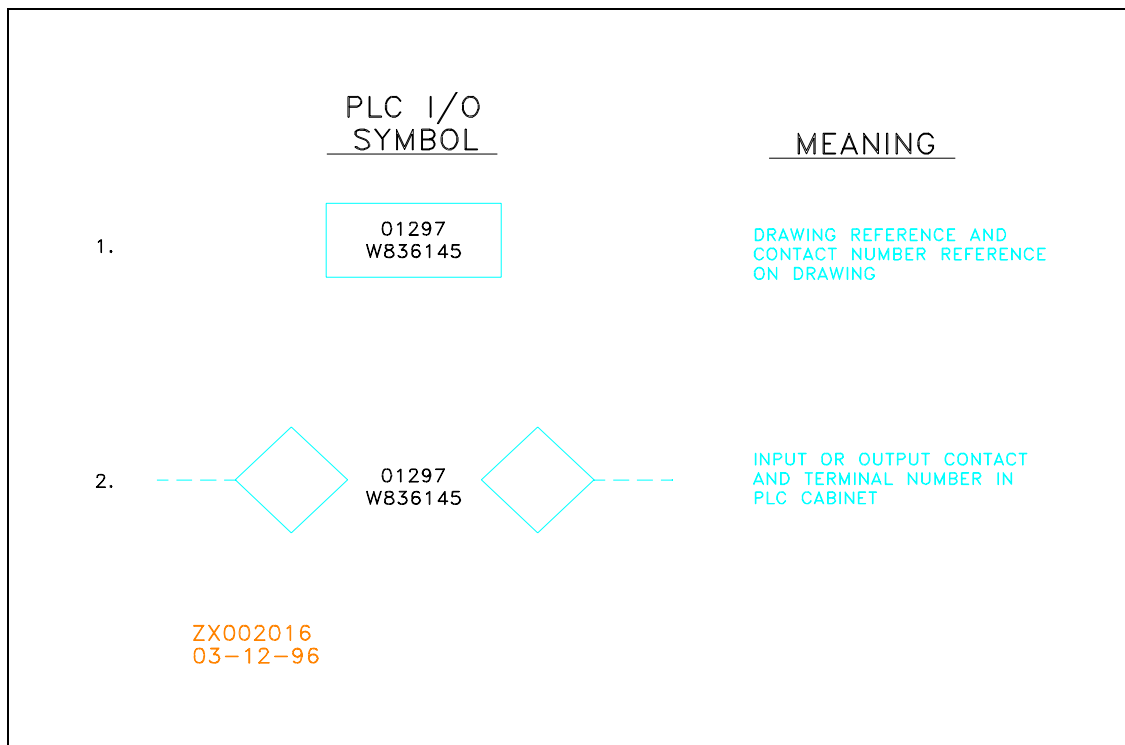 PLC I/O
SYMBOL
MEANING
1.
01297
W836145
DRAWING REFERENCE AND
CONTACT NUMBER REFERENCE
ON DRAWING
2.
01297
W836145
INPUT OR OUTPUT CONTACT
AND TERMINAL NUMBER IN
PLC CABINET
ZX002016
03-12-96